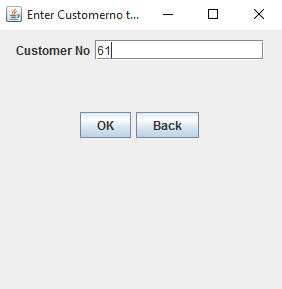 Enter Customerno t...
Customer No 61
OK Back